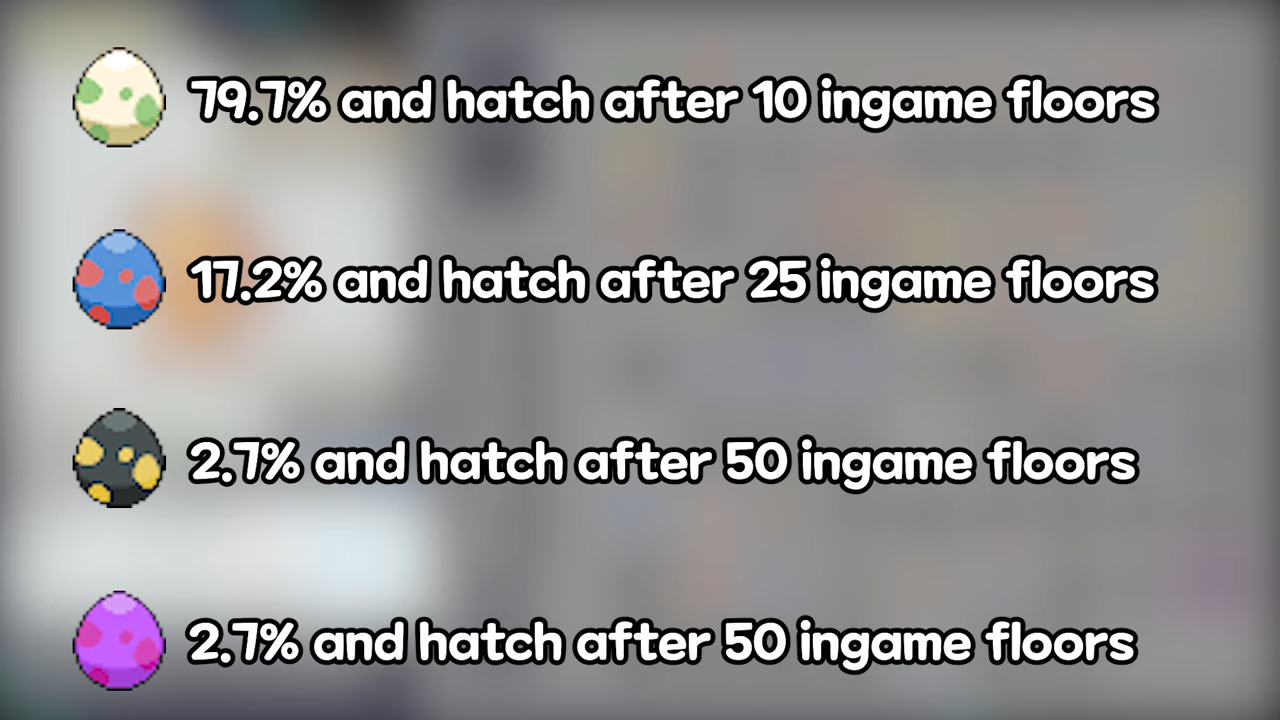 79.7% and hatch after 10 ingame floors
17.2% and hatch after 25 ingame floors
2.7% and hatch after 50 ingame floors
2.7% and hatch after 50 ingame floors